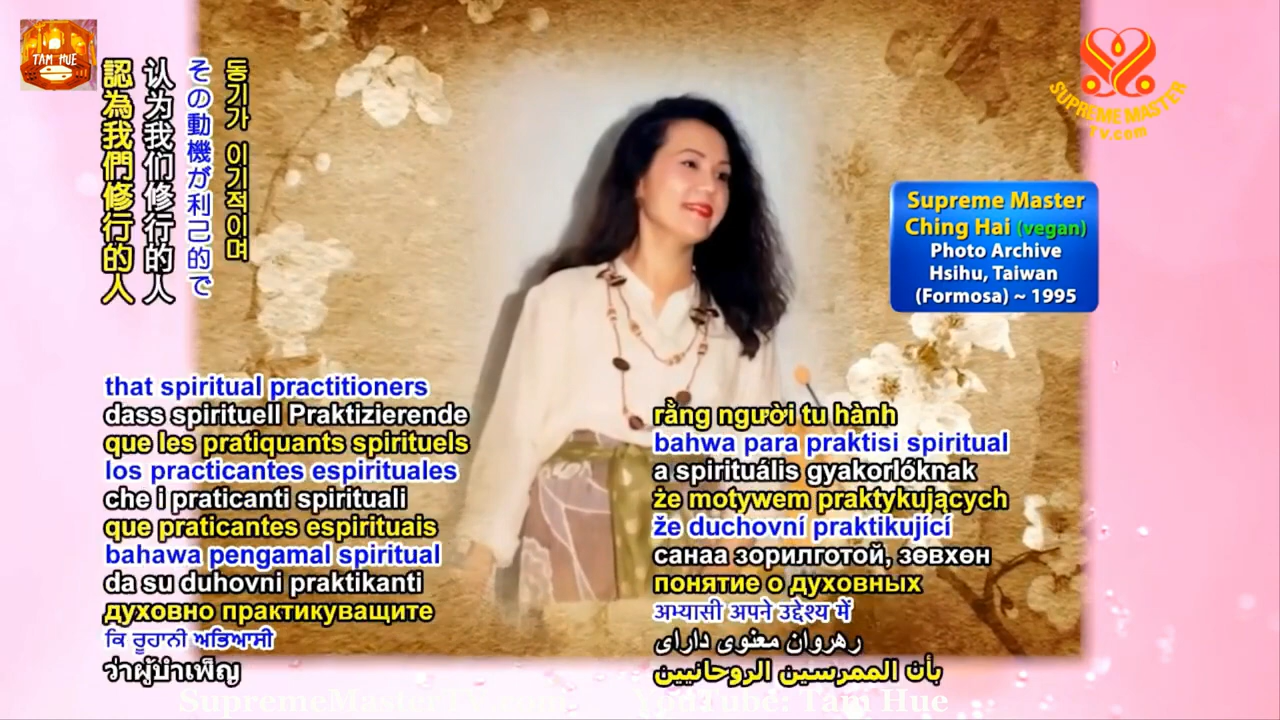 TAM HUE
認為我們修行的人
认为我们修行的人
その動機が利己的で
동기가 이기적이며
SUPREME MASTER
TV.com
Supreme Master
Ching Hai (vegan)
Photo Archive
Hsihu, Taiwan
(Formosa) ~ 1995
that spiritual practitioners
dass spirituell Praktizierende
que les pratiquants spirituels
los practicantes espirituales
che i praticanti spirituali
que praticantes espirituais
bahawa pengamal spiritual
da su duhovni praktikanti
духовно практикуващите
ਕਿ ਰੂਹਾਨੀ ਅਭਿਆਸੀ
ว่าผู้บำเพ็ญ
rằng người tu hành
bahwa para praktisi spiritual
a spirituális gyakorlóknak
że motywem praktykujących
že duchovní praktikující
санаа зорилготой, зөвхөн
понятие о духовных
अभ्यासी अपने उद्देश्य में
رهروان معنوی دارای
بأن الممرسين الروحانيين
SupremeMasterTV.com YouTube: Tam Hue